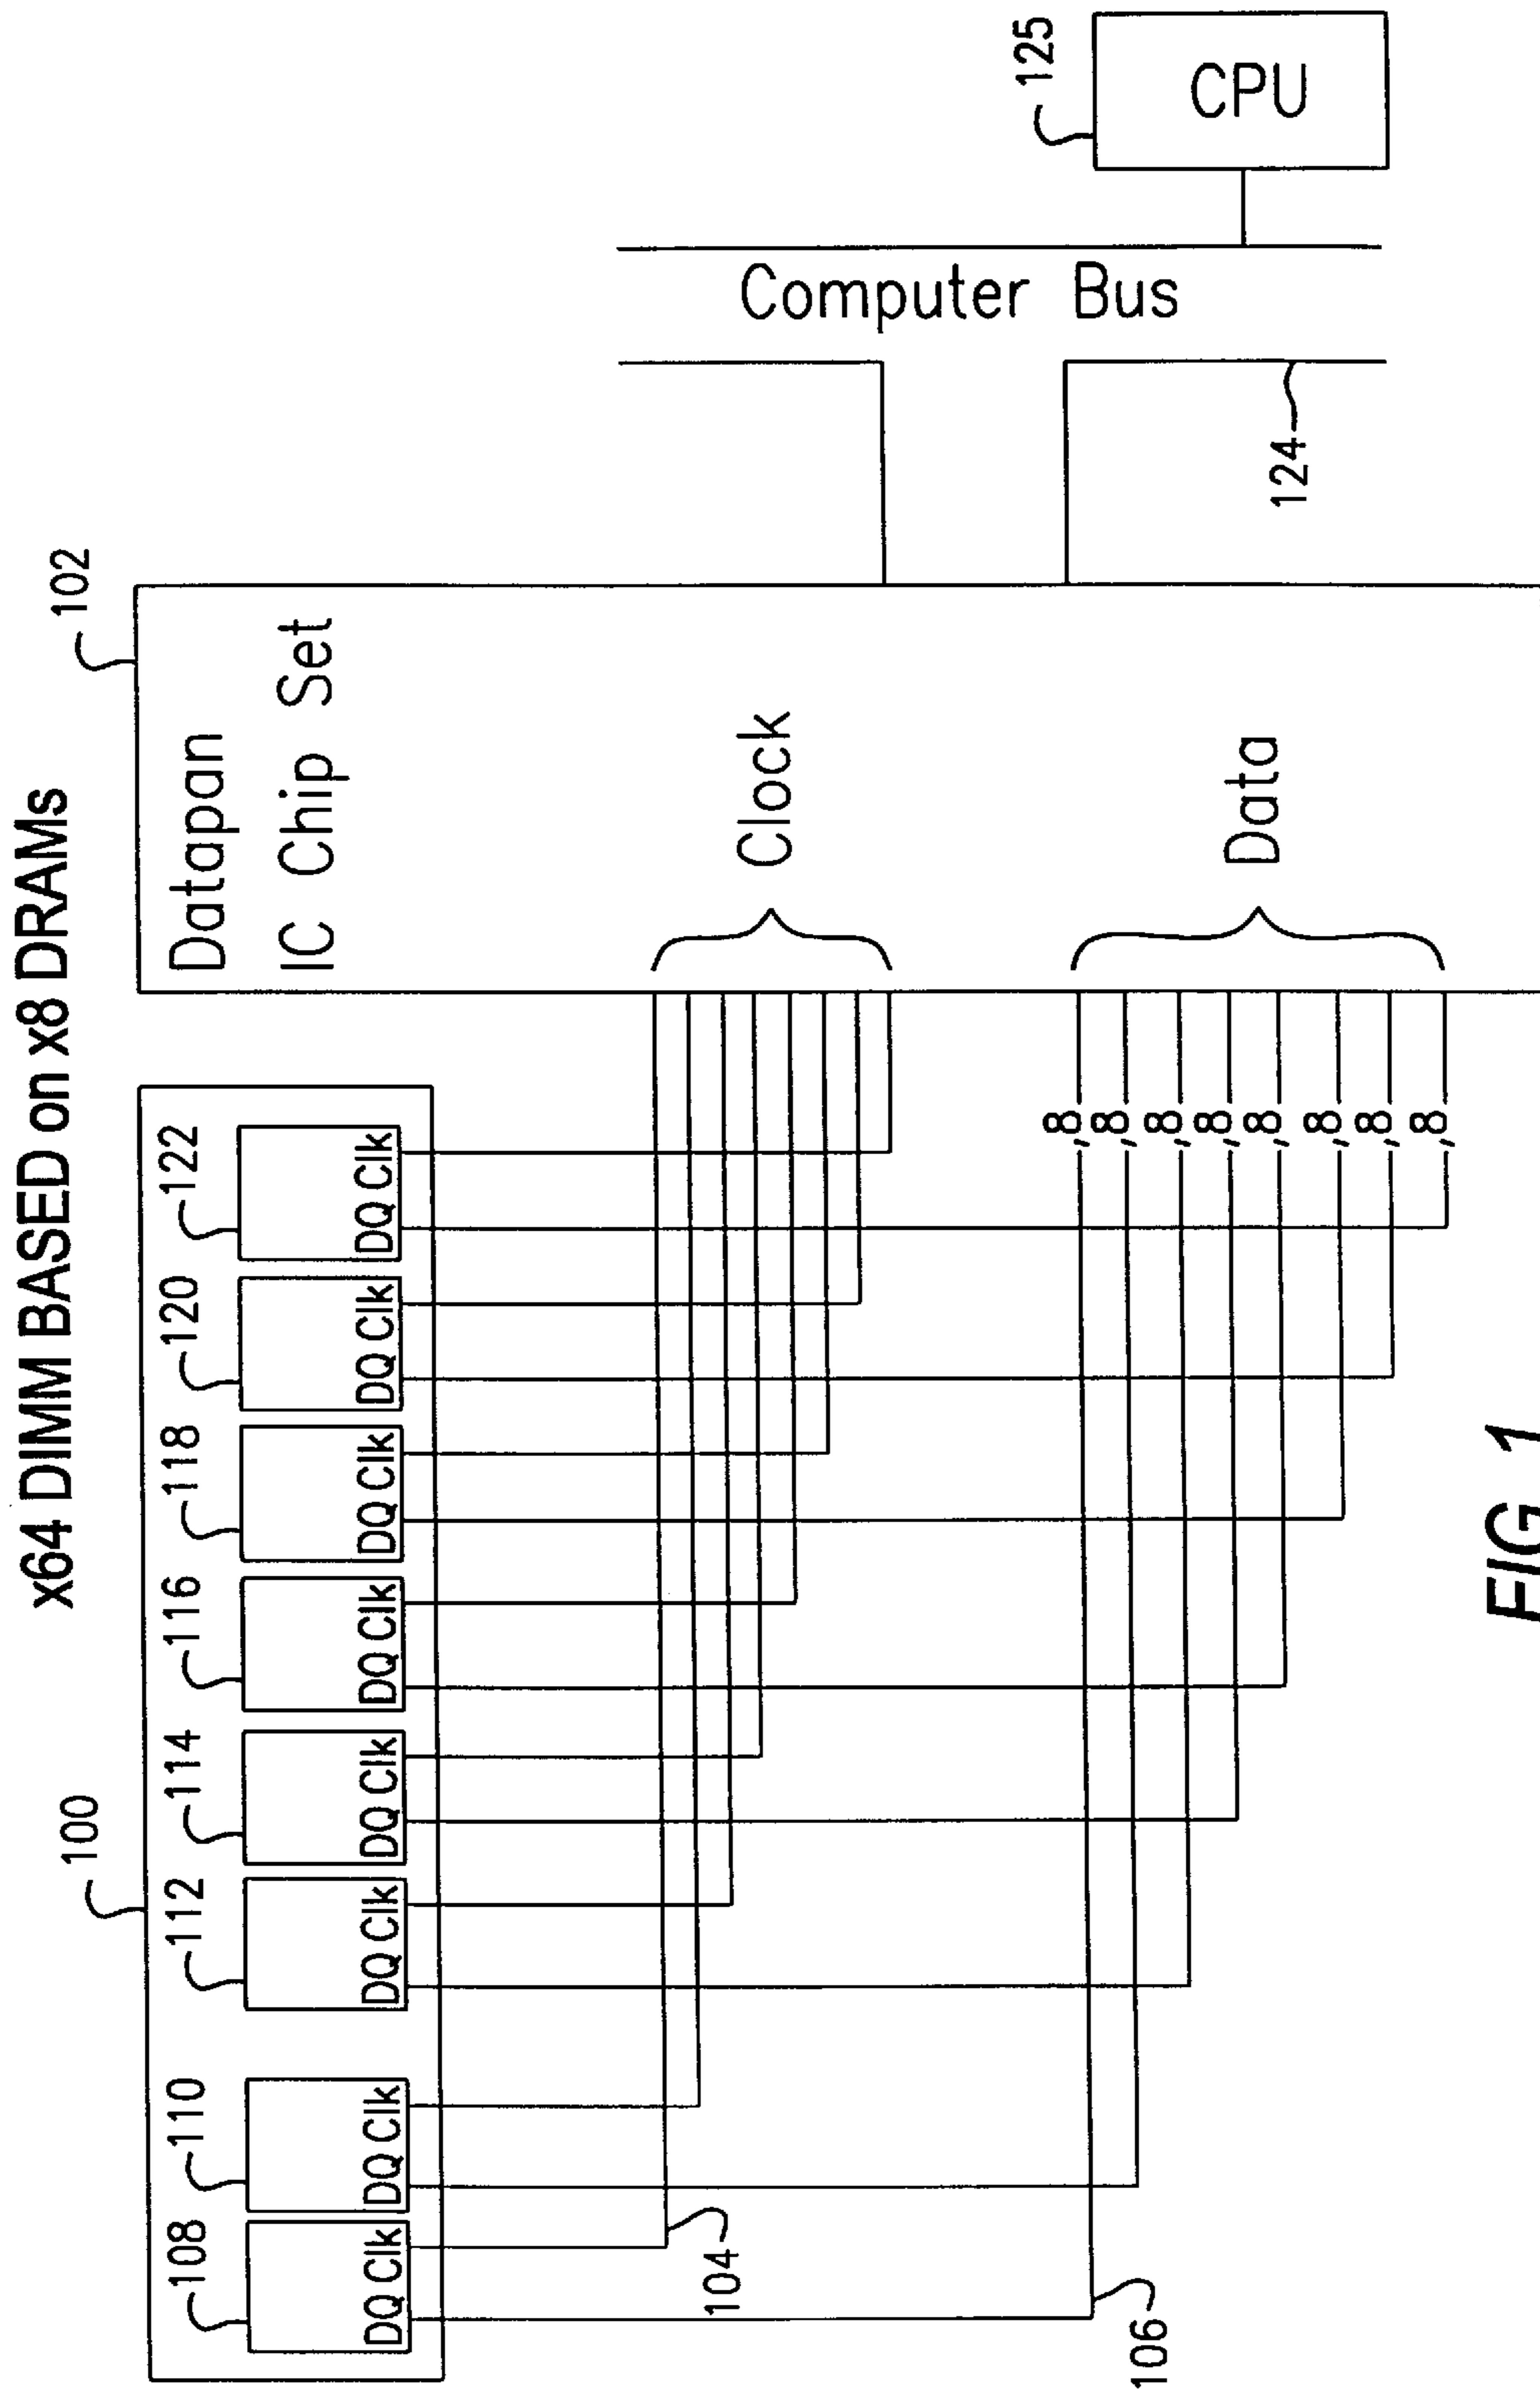 x64 DIMM BASED on x8 DRAMs
100
102
108
110
112
114
116
118
120
122
DQ Clk
DQ Clk
DQ Clk
DQ Clk
DQ Clk
DQ Clk
DQ Clk
DQ Clk
Datapan
IC Chip Set
Clock
104
Data
,8
,8
,8
,8
,8
,8
,8
,8
106
Computer Bus
124
125
CPU
FIG 1